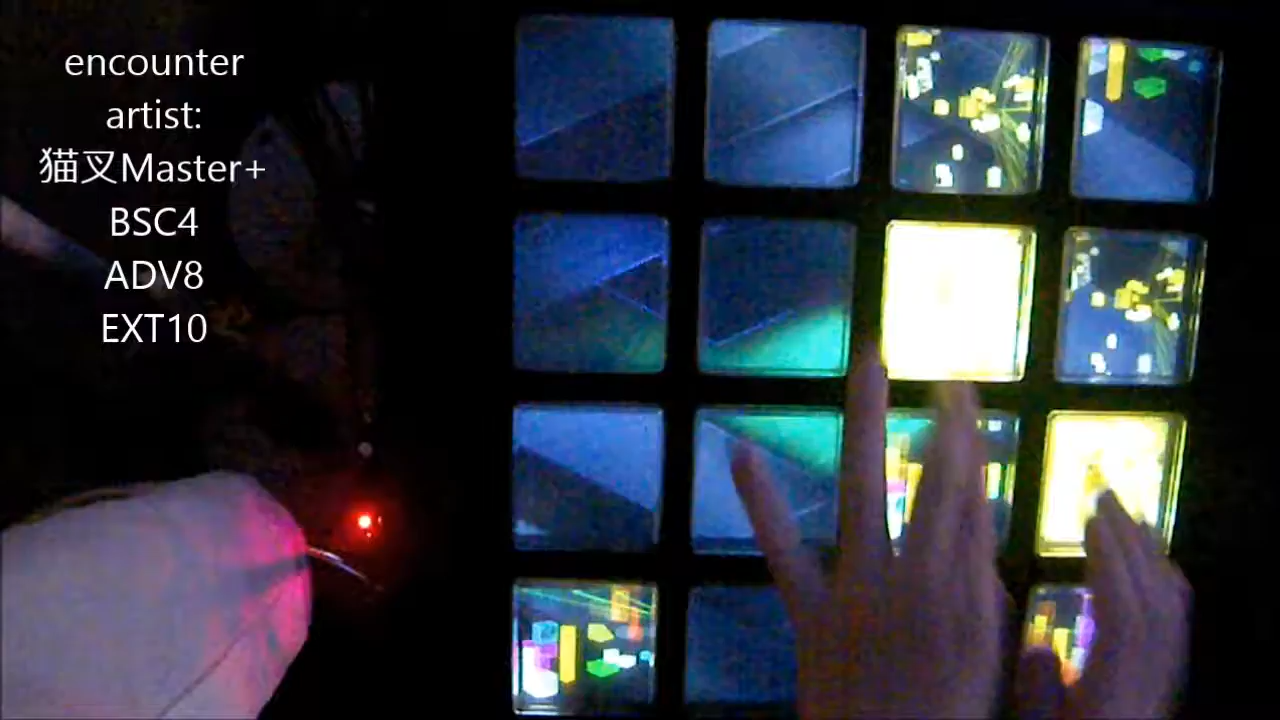 encounter
artist:
猫叉Master+
BSC4
ADV8
EXT10